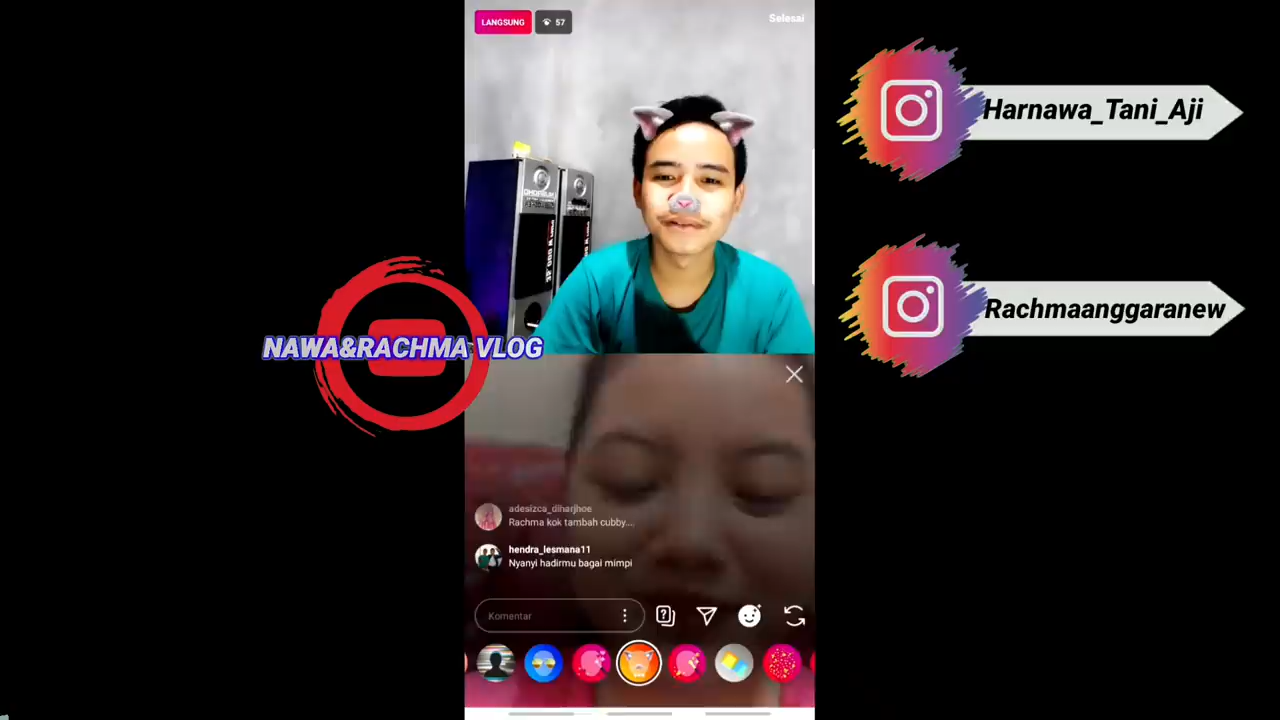 LANGSUNG
57
Selesai
Harnawa_Tani_Aji
Rachmaanggaranew
NAWA&RACHMA VLOG
adesizca_diharjhoe
Rachma kok tambah cubby....
hendra_lesmana11
Nyanyi hadirmu bagai mimpi
Komentar